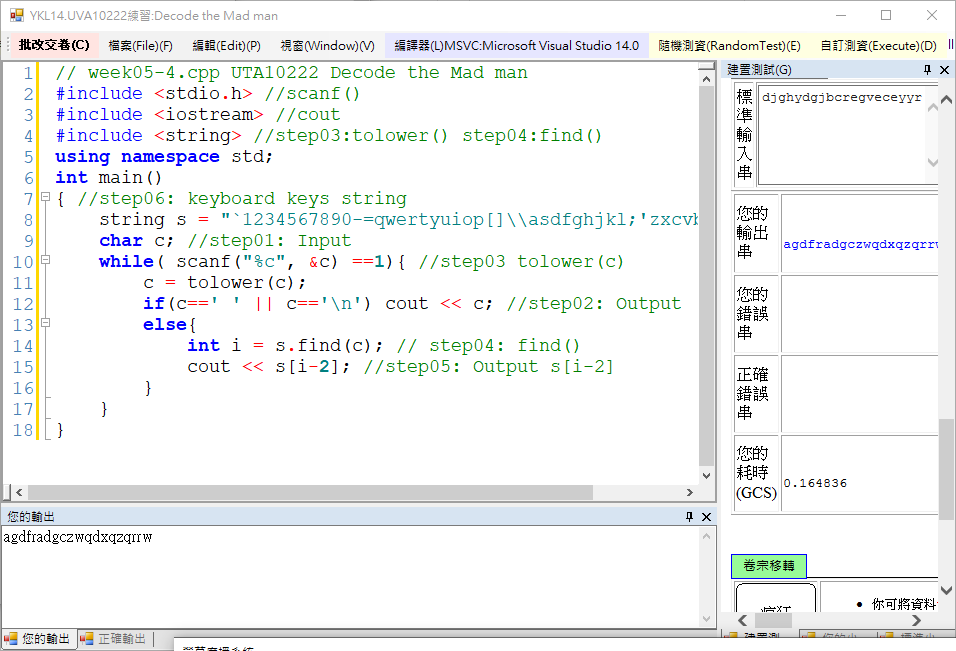 YKL14.UVA10222練習:Decode the Mad man
批改交卷(C) 檔案(File)(F) 編輯(Edit)(P) 視窗(Window)(V) 編譯器(L)MSVC:Microsoft Visual Studio 14.0 隨機測資(RandomTest)(E) 自訂測資(Execute)(D)
1 // week05-4.cpp UTA10222 Decode the Mad man
2 #include <stdio.h> //scanf()
3 #include <iostream> //cout
4 #include <string> //step03:tolower() step04:find()
5 using namespace std;
6 int main()
7 { //step06: keyboard keys string
8 string s = "`1234567890-=qwertyuiop[]\\asdfghjkl;'zxcvb
9 char c; //step01: Input
10 while( scanf("%c", &c) ==1){ //step03 tolower(c)
11 c = tolower(c);
12 if(c==' ' || c=='\n') cout << c; //step02: Output
13 else{
14 int i = s.find(c); // step04: find()
15 cout << s[i-2]; //step05: Output s[i-2]
16 }
17 }
18 }
您的輸出
agdfradgczwqdxqzqrrw
您的輸出 正確輸出
建置測試(G)
標準輸入串
djghydgjbcregveceyyr
您的輸出串
agdfradgczwqdxqzqrrw
您的錯誤串
正確錯誤串
您的耗時(GCS)
0.164836
卷宗移轉
• 你可將資料